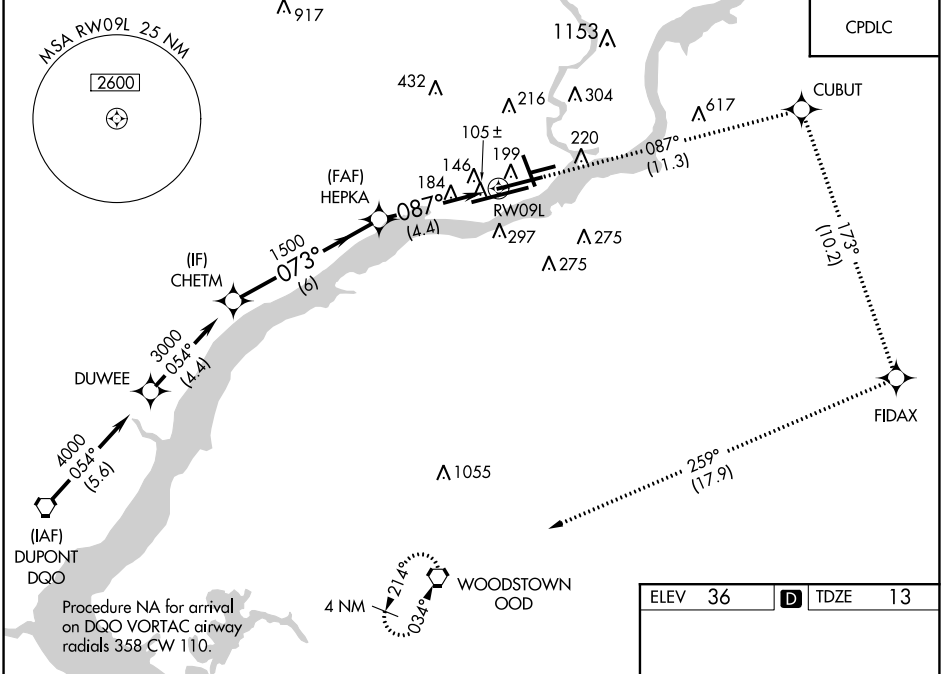 917
MSA RW09L 25 NM
2600
1153
CPDLC
432
216
304
617
CUBUT
105 ±
220
087°
(11.3)
146
199
184
(FAF)
HEPKA
087°
(4.4)
RW09L
297
275
275
1500
073°
(6)
(IF)
CHETM
173°
(10.2)
3000
054°
(4.4)
DUWEE
FIDAX
4000
054°
(5.6)
259°
(17.9)
1055
(IAF)
DUPONT
DQO
4 NM
214°
034°
WOODSTOWN
OOD
Procedure NA for arrival
on DQO VORTAC airway
radials 358 CW 110.
ELEV 36 D TDZE 13